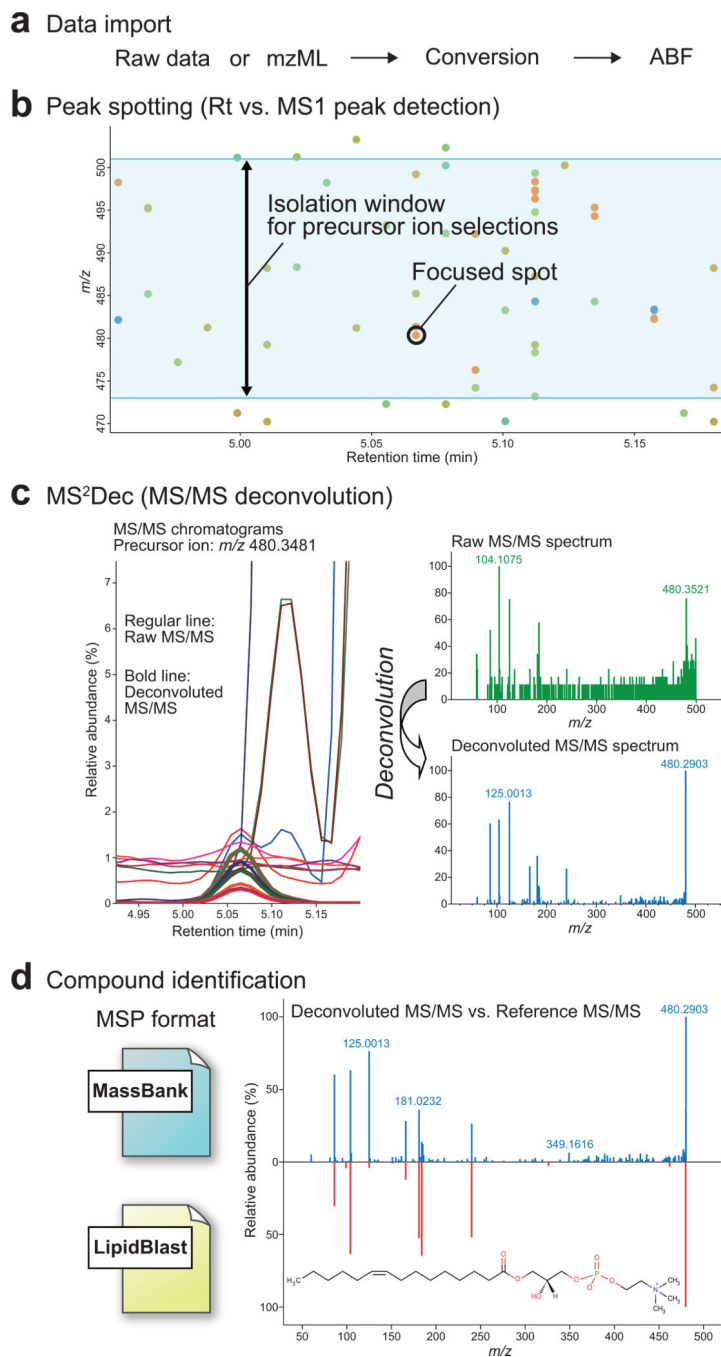 a Data import
Raw data or mzML → Conversion → ABF
b Peak spotting (Rt vs. MS1 peak detection)
500
495
490
485
480
475
470
m/z
Isolation window
for precursor ion selections
Focused spot
5.00 5.05 5.10 5.15
Retention time (min)
c MS²Dec (MS/MS deconvolution)
MS/MS chromatograms
Precursor ion: m/z 480.3481
7
6
5
4
3
2
1
0
Relative abundance (%)
Regular line:
Raw MS/MS
Bold line:
Deconvoluted
MS/MS
4.95 5.00 5.05 5.10 5.15
Retention time (min)
Deconvolution
Raw MS/MS spectrum
104.1075
480.3521
100
80
60
40
20
0
100 200 300 400 500
m/z
Deconvoluted MS/MS spectrum
480.2903
125.0013
100
80
60
40
20
0
100 200 300 400 500
m/z
d Compound identification
MSP format
MassBank
LipidBlast
Deconvoluted MS/MS vs. Reference MS/MS
480.2903
125.0013
181.0232
349.1616
100
50
0
50
100
Relative abundance (%)
H₃C
O
O
HO
H
O
O
P
O⁻
O
N⁺
CH₃
CH₃
CH₃
50 100 150 200 250 300 350 400 450 500
m/z